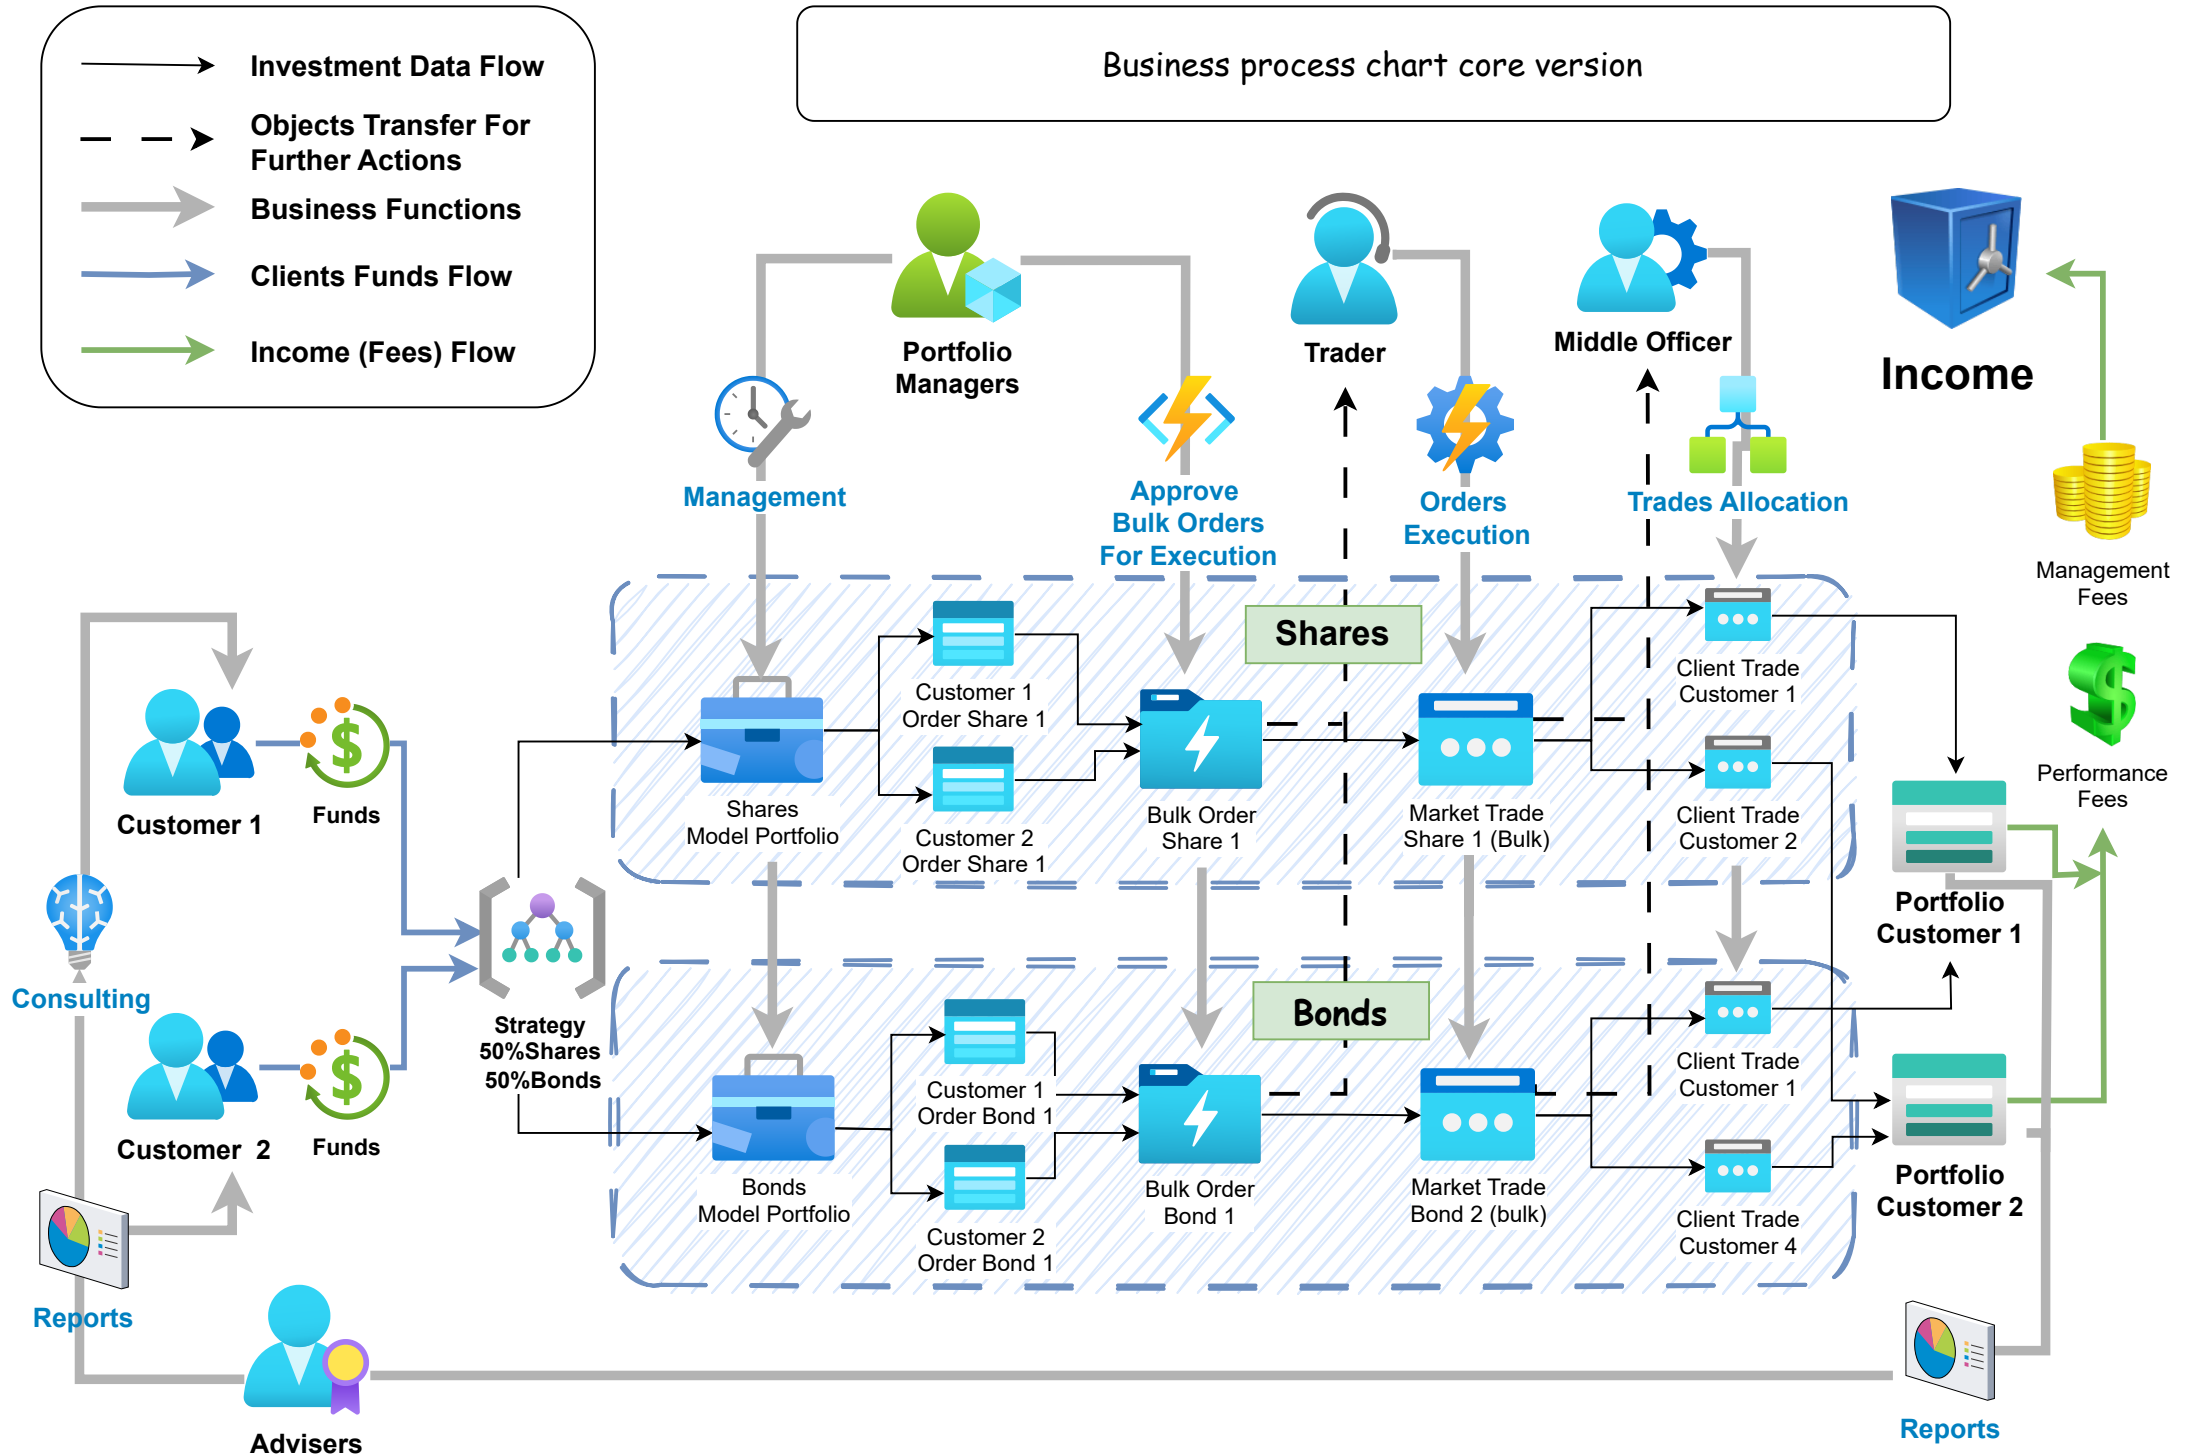 Business process chart core version
Investment Data Flow
Objects Transfer For
Further Actions
Business Functions
Clients Funds Flow
Income (Fees) Flow
Portfolio
Managers
Trader
Middle Officer
Income
Management
Approve
Bulk Orders
For Execution
Orders
Execution
Trades Allocation
Management
Fees
Performance
Fees
Shares
Customer 1
Order Share 1
Customer 2
Order Share 1
Shares
Model Portfolio
Bulk Order
Share 1
Market Trade
Share 1 (Bulk)
Client Trade
Customer 1
Client Trade
Customer 2
Customer 1
Funds
Consulting
Customer  2
Funds
Strategy
50%Shares
50%Bonds
Portfolio
Customer 1
Portfolio
Customer 2
Bonds
Customer 1
Order Bond 1
Customer 2
Order Bond 1
Bonds
Model Portfolio
Bulk Order
Bond 1
Market Trade
Bond 2 (bulk)
Client Trade
Customer 1
Client Trade
Customer 4
Reports
Advisers
Reports